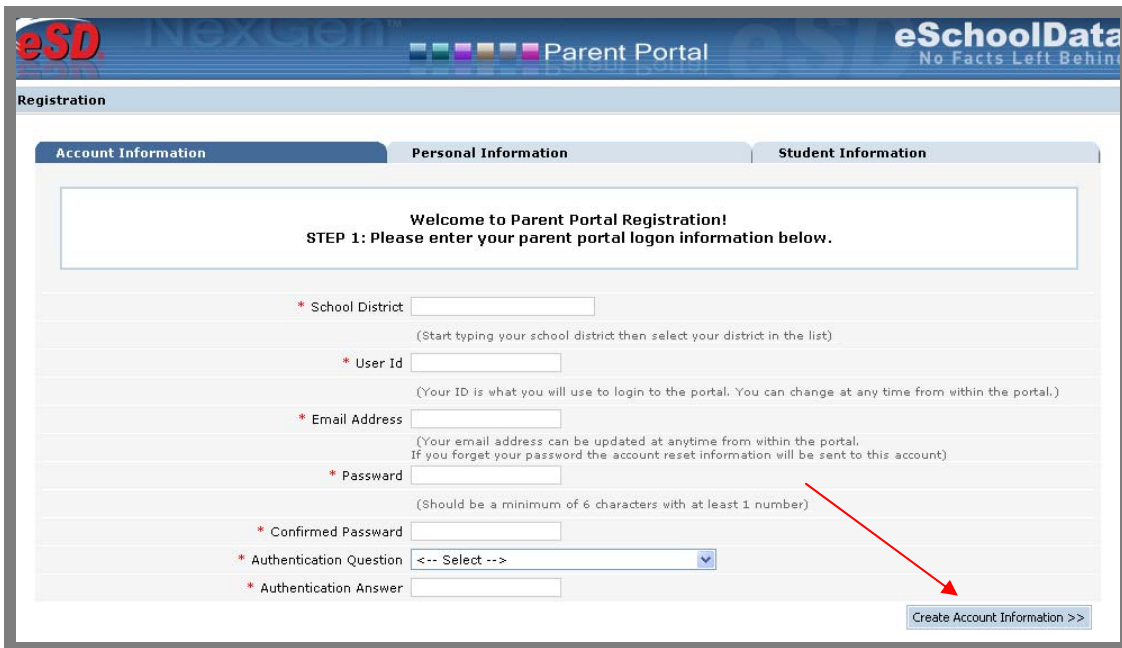 eSD.
NexGen™
Parent Portal
eSchoolData
No Facts Left Behind
Registration
Account Information Personal Information Student Information
Welcome to Parent Portal Registration!
STEP 1: Please enter your parent portal logon information below.
* School District
(Start typing your school district then select your district in the list)
* User Id
(Your ID is what you will use to login to the portal. You can change at any time from within the portal.)
* Email Address
(Your email address can be updated at anytime from within the portal.
If you forget your password the account reset information will be sent to this account)
* Password
(Should be a minimum of 6 characters with at least 1 number)
* Confirmed Password
* Authentication Question <-- Select -->
* Authentication Answer
Create Account Information >>